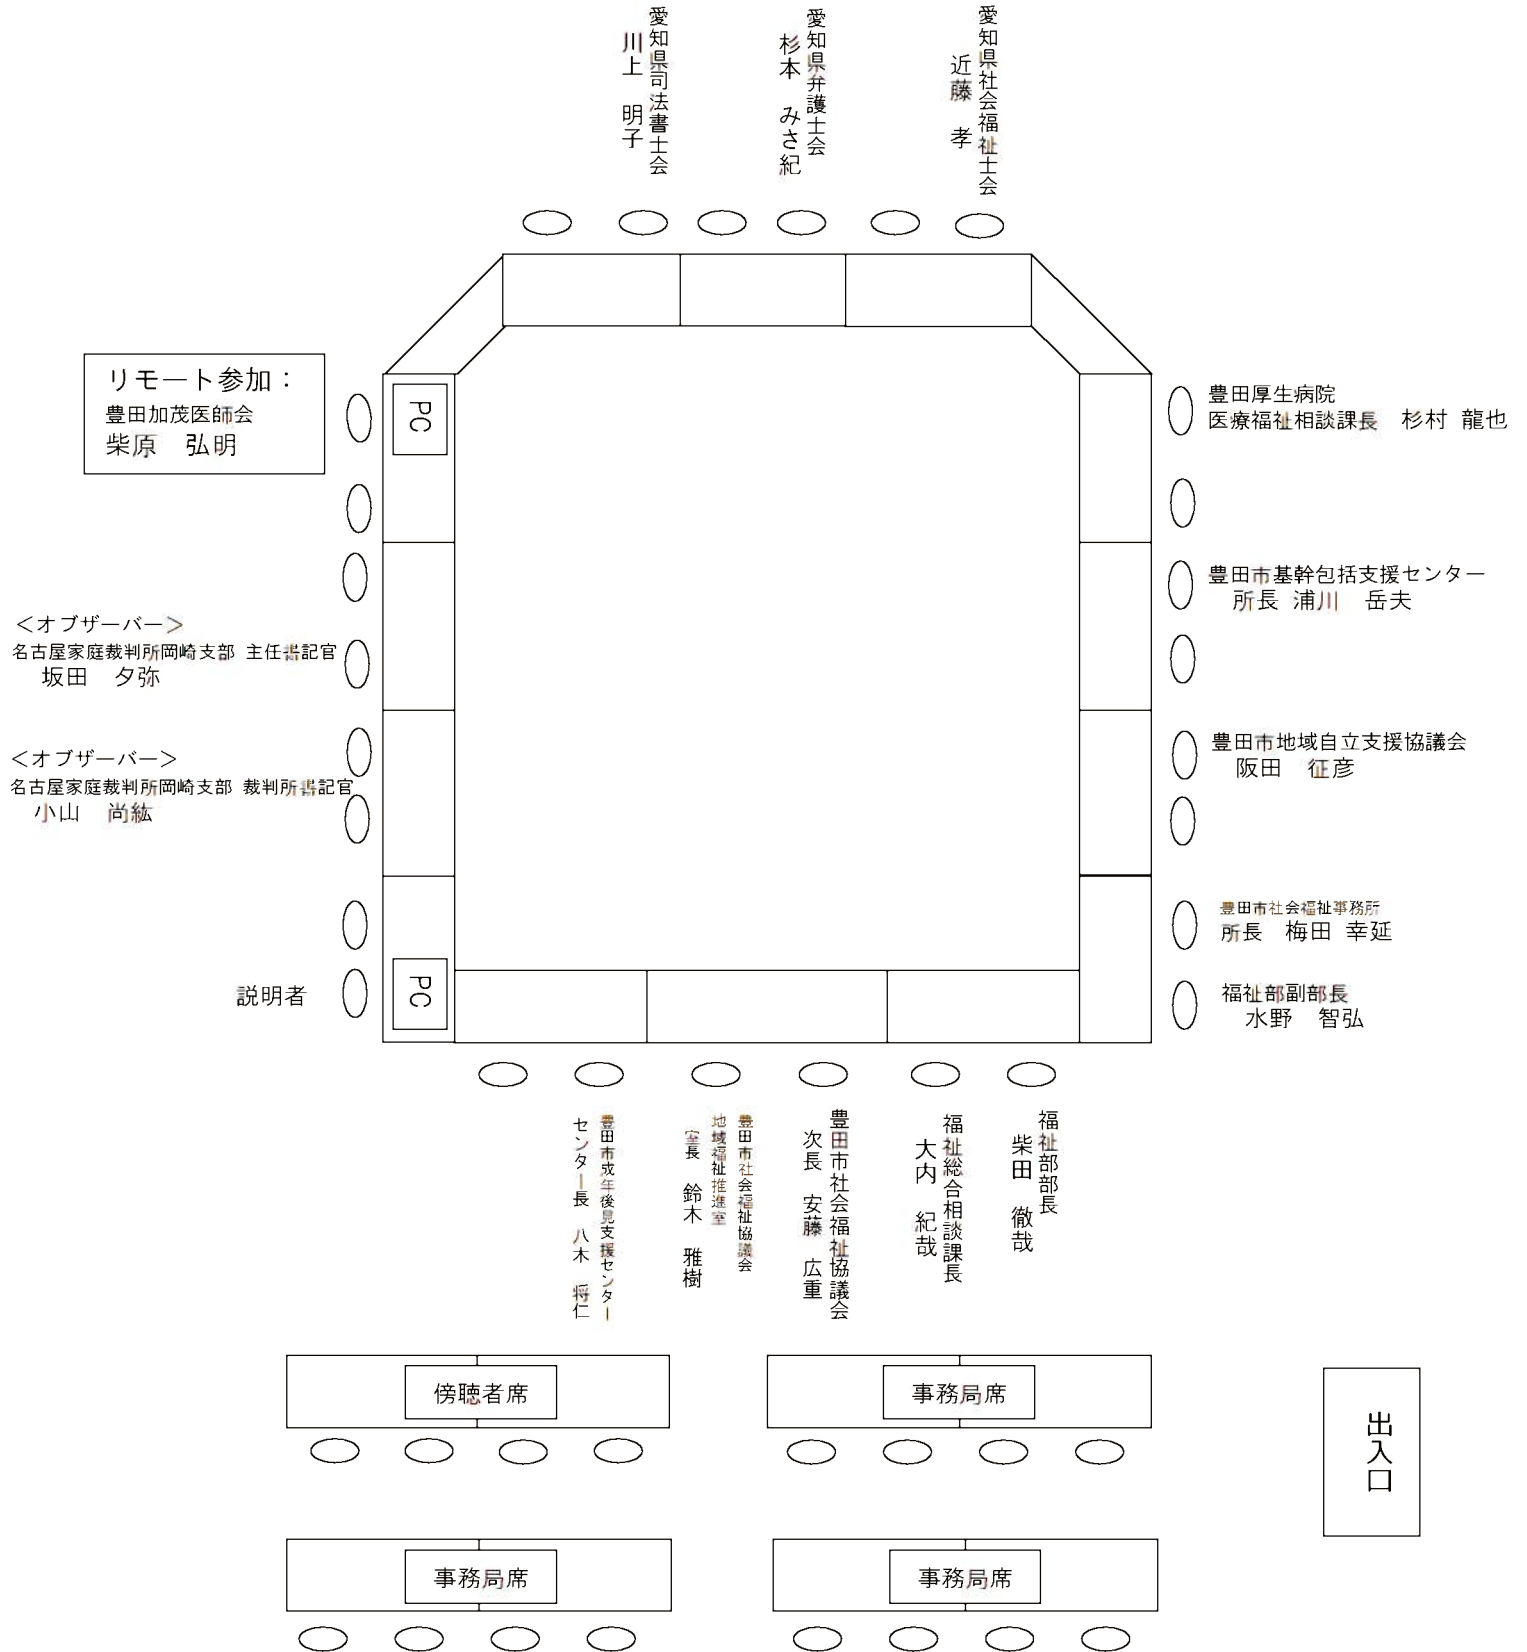 愛知県司法書士会
川上　明子
愛知県弁護士会
杉本　みさ紀
愛知県社会福祉士会
近藤　孝
リモート参加：
豊田加茂医師会
柴原　弘明
PC
豊田厚生病院
医療福祉相談課長　杉村 龍也
豊田市基幹包括支援センター
所長 浦川　岳夫
＜オブザーバー＞
名古屋家庭裁判所岡崎支部 主任書記官
坂田　夕弥
＜オブザーバー＞
名古屋家庭裁判所岡崎支部 裁判所書記官
小山　尚紘
豊田市地域自立支援協議会
阪田　征彦
豊田市社会福祉事務所
所長　梅田 幸延
説明者
PC
福祉部副部長
水野　智弘
豊田市成年後見支援センター
センター長　八木　将仁
豊田市社会福祉協議会
地域福祉推進室
室長　鈴木　雅樹
豊田市社会福祉協議会
次長　安藤　広重
福祉総合相談課長
大内　紀哉
福祉部部長
柴田　徹哉
傍聴者席
事務局席
出入口
事務局席
事務局席